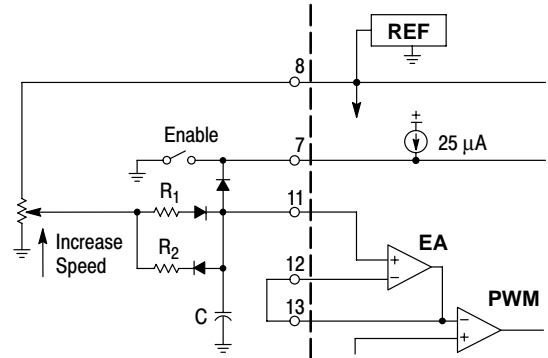 REF
8
Enable
7
25 µA
R1
11
Increase
Speed
R2
12
EA
13
PWM
C